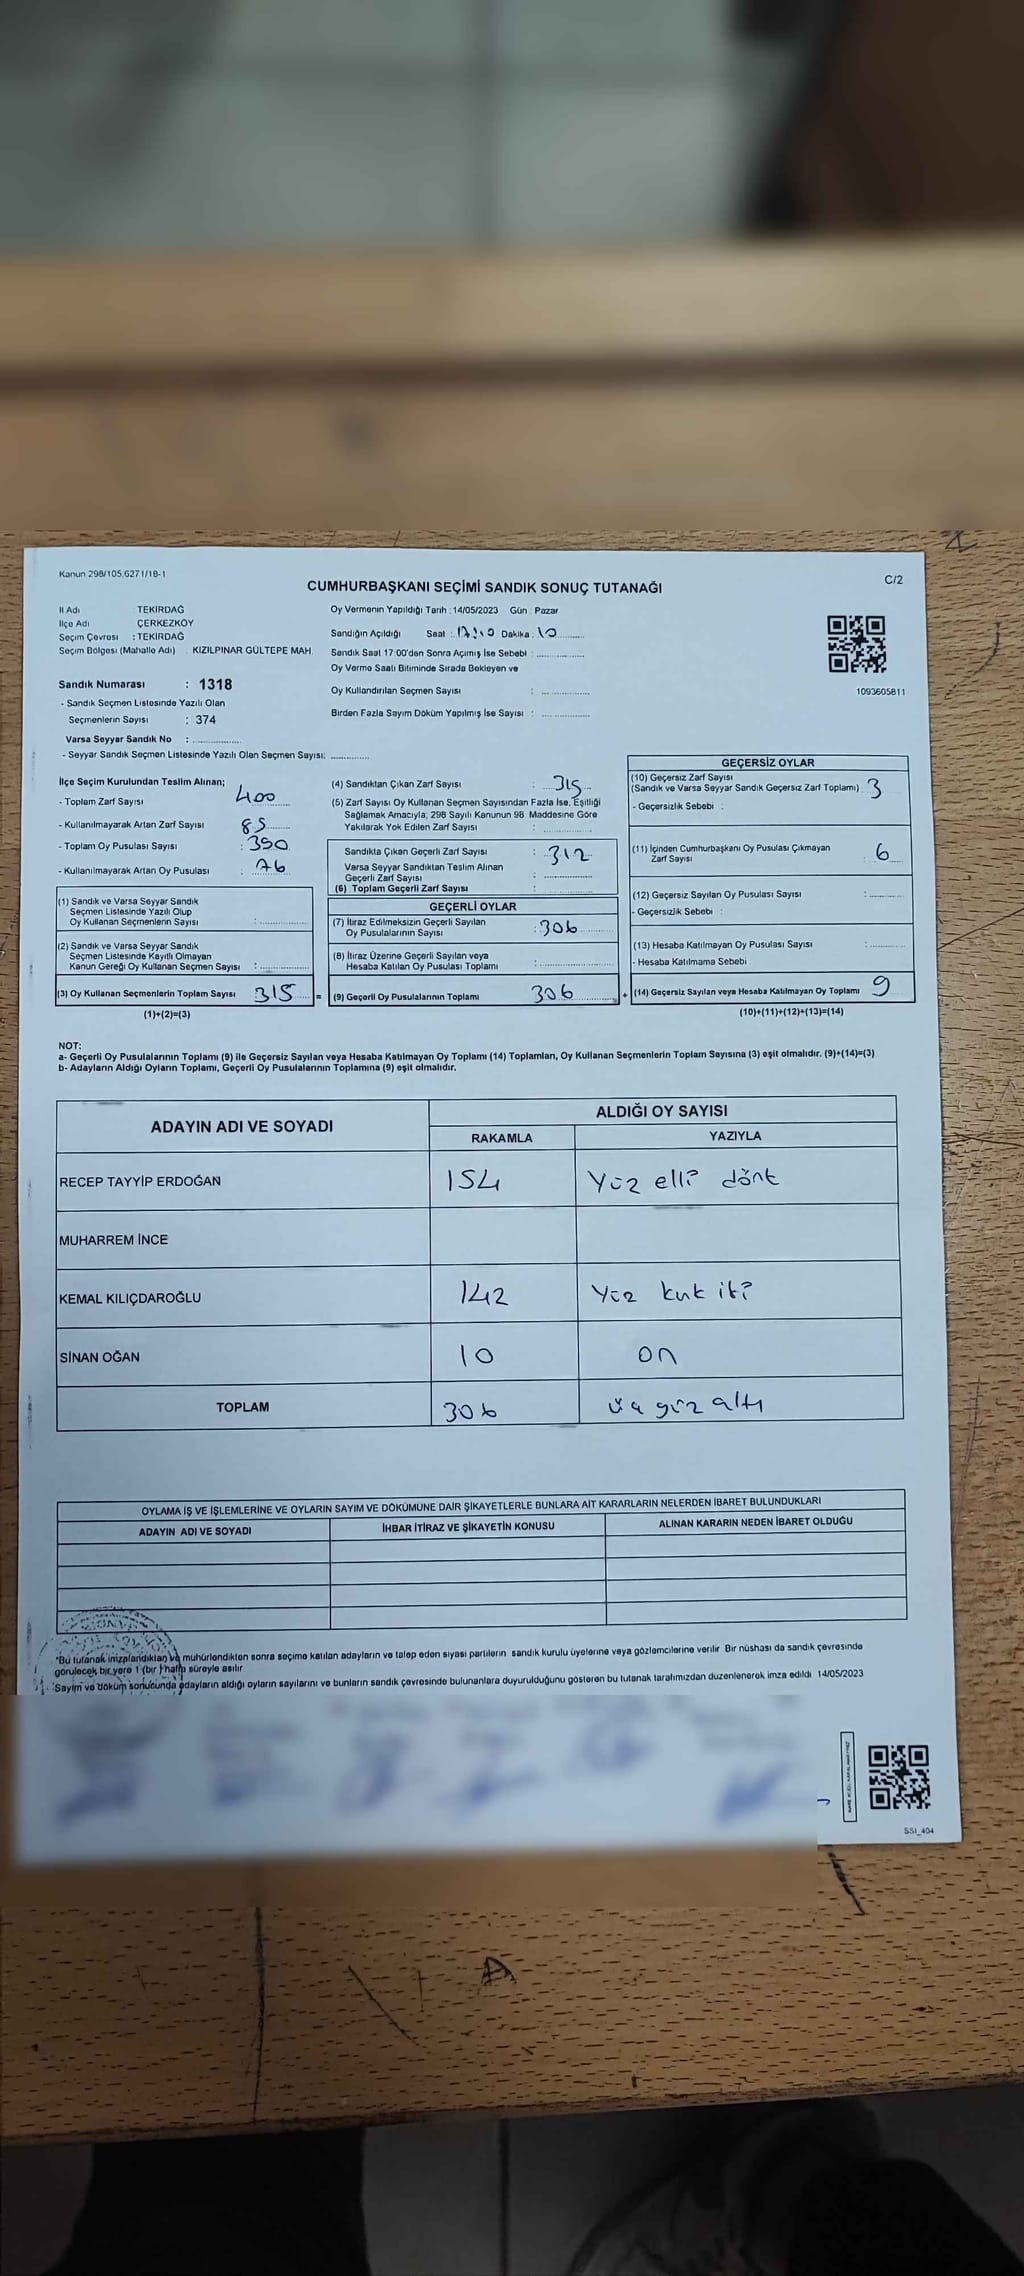 Kanun 298/105,6271/18-1
C/2
CUMHURBAŞKANI SEÇİMİ SANDIK SONUÇ TUTANAĞI
İl Adı TEKİRDAĞ
İlçe Adı ÇERKEZKÖY
Seçim Çevresi : TEKİRDAĞ
Seçim Bölgesi (Mahalle Adı) KIZILPINAR GÜLTEPE MAH.
Sandık Numarası : 1318
- Sandık Seçmen Listesinde Yazılı Olan
Seçmenlerin Sayısı : 374
Varsa Seyyar Sandık No :
- Seyyar Sandık Seçmen Listesinde Yazılı Olan Seçmen Sayısı:
Oy Vermenin Yapıldığı Tarih : 14/05/2023 Gün : Pazar
Sandığın Açıldığı Saat : Dakika : 10
Sandık Saat 17:00'den Sonra Açımış İse Sebebi :
Oy Verme Saati Bitiminde Sırada Bekleyen ve
Oy Kullandırılan Seçmen Sayısı :
Birden Fazla Sayım Döküm Yapılmış İse Sayısı :
1093605811
İlçe Seçim Kurulundan Teslim Alınan;
- Toplam Zarf Sayısı 400
- Kullanılmayarak Artan Zarf Sayısı 85
- Toplam Oy Pusulası Sayısı : 390
- Kullanılmayarak Artan Oy Pusulası 76
(1) Sandık ve Varsa Seyyar Sandık
Seçmen Listesinde Yazılı Olup
Oy Kullanan Seçmenlerin Sayısı :
(2) Sandık ve Varsa Seyyar Sandık
Seçmen Listesinde Kayıtlı Olmayan
Kanun Gereği Oy Kullanan Seçmen Sayısı :
(3) Oy Kullanan Seçmenlerin Toplam Sayısı 315 =
(1)+(2)=(3)
(4) Sandıktan Çıkan Zarf Sayısı : 315
(5) Zarf Sayısı Oy Kullanan Seçmen Sayısından Fazla İse, Eşitliği
Sağlamak Amacıyla; 298 Sayılı Kanunun 98. Maddesine Göre
Yakılarak Yok Edilen Zarf Sayısı :
Sandıkta Çıkan Geçerli Zarf Sayısı : 312
Varsa Seyyar Sandıktan Teslim Alınan
Geçerli Zarf Sayısı :
(6) Toplam Geçerli Zarf Sayısı :
GEÇERLİ OYLAR
(7) İtiraz Edilmeksizin Geçerli Sayılan
Oy Pusulalarının Sayısı : 306
(8) İtiraz Üzerine Geçerli Sayılan veya
Hesaba Katılan Oy Pusulası Toplamı :
(9) Geçerli Oy Pusulalarının Toplamı 306 +
GEÇERSİZ OYLAR
(10) Geçersiz Zarf Sayısı
(Sandık ve Varsa Seyyar Sandık Geçersiz Zarf Toplamı) : 3
- Geçersizlik Sebebi :
(11) İçinden Cumhurbaşkanı Oy Pusulası Çıkmayan
Zarf Sayısı : 6
(12) Geçersiz Sayılan Oy Pusulası Sayısı :
- Geçersizlik Sebebi :
(13) Hesaba Katılmayan Oy Pusulası Sayısı :
- Hesaba Katılmama Sebebi
(14) Geçersiz Sayılan veya Hesaba Katılmayan Oy Toplamı 9
(10)+(11)+(12)+(13)=(14)
NOT:
a- Geçerli Oy Pusulalarının Toplamı (9) ile Geçersiz Sayılan veya Hesaba Katılmayan Oy Toplamı (14) Toplamları, Oy Kullanan Seçmenlerin Toplam Sayısına (3) eşit olmalıdır. (9)+(14)=(3)
b- Adayların Aldığı Oyların Toplamı, Geçerli Oy Pusulalarının Toplamına (9) eşit olmalıdır.
ADAYIN ADI VE SOYADI ALDIĞI OY SAYISI
RAKAMLA YAZIYLA
RECEP TAYYİP ERDOĞAN 154 Yüz elli dört
MUHARREM İNCE
KEMAL KILIÇDAROĞLU 142 Yüz kırk iki
SİNAN OĞAN 10 on
TOPLAM 306 üç yüz altı
OYLAMA İŞ VE İŞLEMLERİNE VE OYLARIN SAYIM VE DÖKÜMÜNE DAİR ŞİKAYETLERLE BUNLARA AİT KARARLARIN NELERDEN İBARET BULUNDUKLARI
ADAYIN ADI VE SOYADI İHBAR İTİRAZ VE ŞİKAYETİN KONUSU ALINAN KARARIN NEDEN İBARET OLDUĞU
*Bu tutanak imzalandıktan ve mühürlendikten sonra seçime katılan adayların ve talep eden siyasi partilerin sandık kurulu üyelerine veya gözlemcilerine verilir. Bir nüshası da sandık çevresinde
görülecek bir yere 1 (bir) hafta süreyle asılır.
Sayım ve döküm sonucunda adayların aldığı oyların sayılarını ve bunların sandık çevresinde bulunanlara duyurulduğunu gösteren bu tutanak tarafımızdan düzenlenerek imza edildi. 14/05/2023
SSI_404